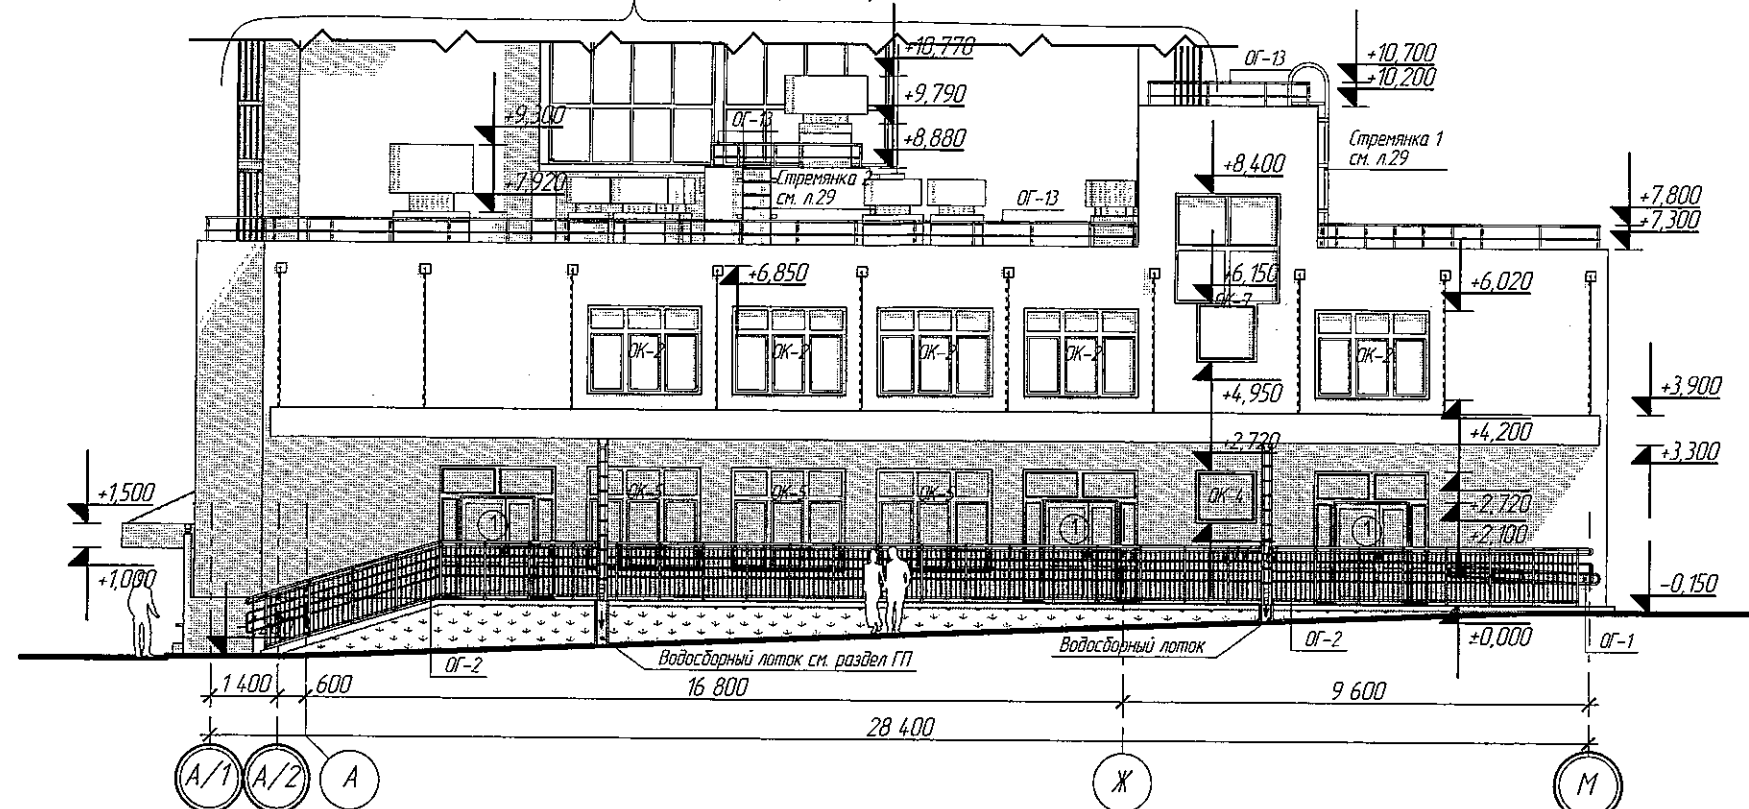 +10,770
+10,700
ОГ-13
+10,200
+9,790
+9,300
ОГ-13
+8,880
Стремянка 1
см. л.29
+8,400
+7,920
Стремянка 2
см. л.29
ОГ-13
+7,800
+7,300
+6,850
+6,150
+6,020
ОК-7
ОК-2
ОК-2
ОК-2
ОК-2
ОК-2
+4,950
+3,900
+4,200
+2,720
+3,300
+1,500
ОК-5
ОК-5
ОК-5
ОК-4
+2,720
1
1
1
+2,100
+1,000
-0,150
±0,000
ОГ-2
Водосборный лоток см. раздел ГП
Водосборный лоток
ОГ-2
ОГ-1
1 400
600
16 800
9 600
28 400
А/1
А/2
А
Ж
М